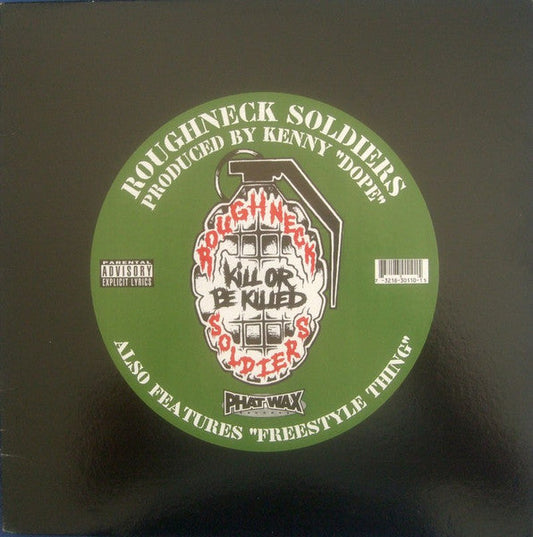 ROUGHNECK SOLDIERS
PRODUCED BY KENNY "DOPE"
ROUGHNECK
KILL OR
BE KILLED
SOLDIERS
PARENTAL
ADVISORY
EXPLICIT LYRICS
PHAT WAX
ALSO FEATURES "FREESTYLE THING"